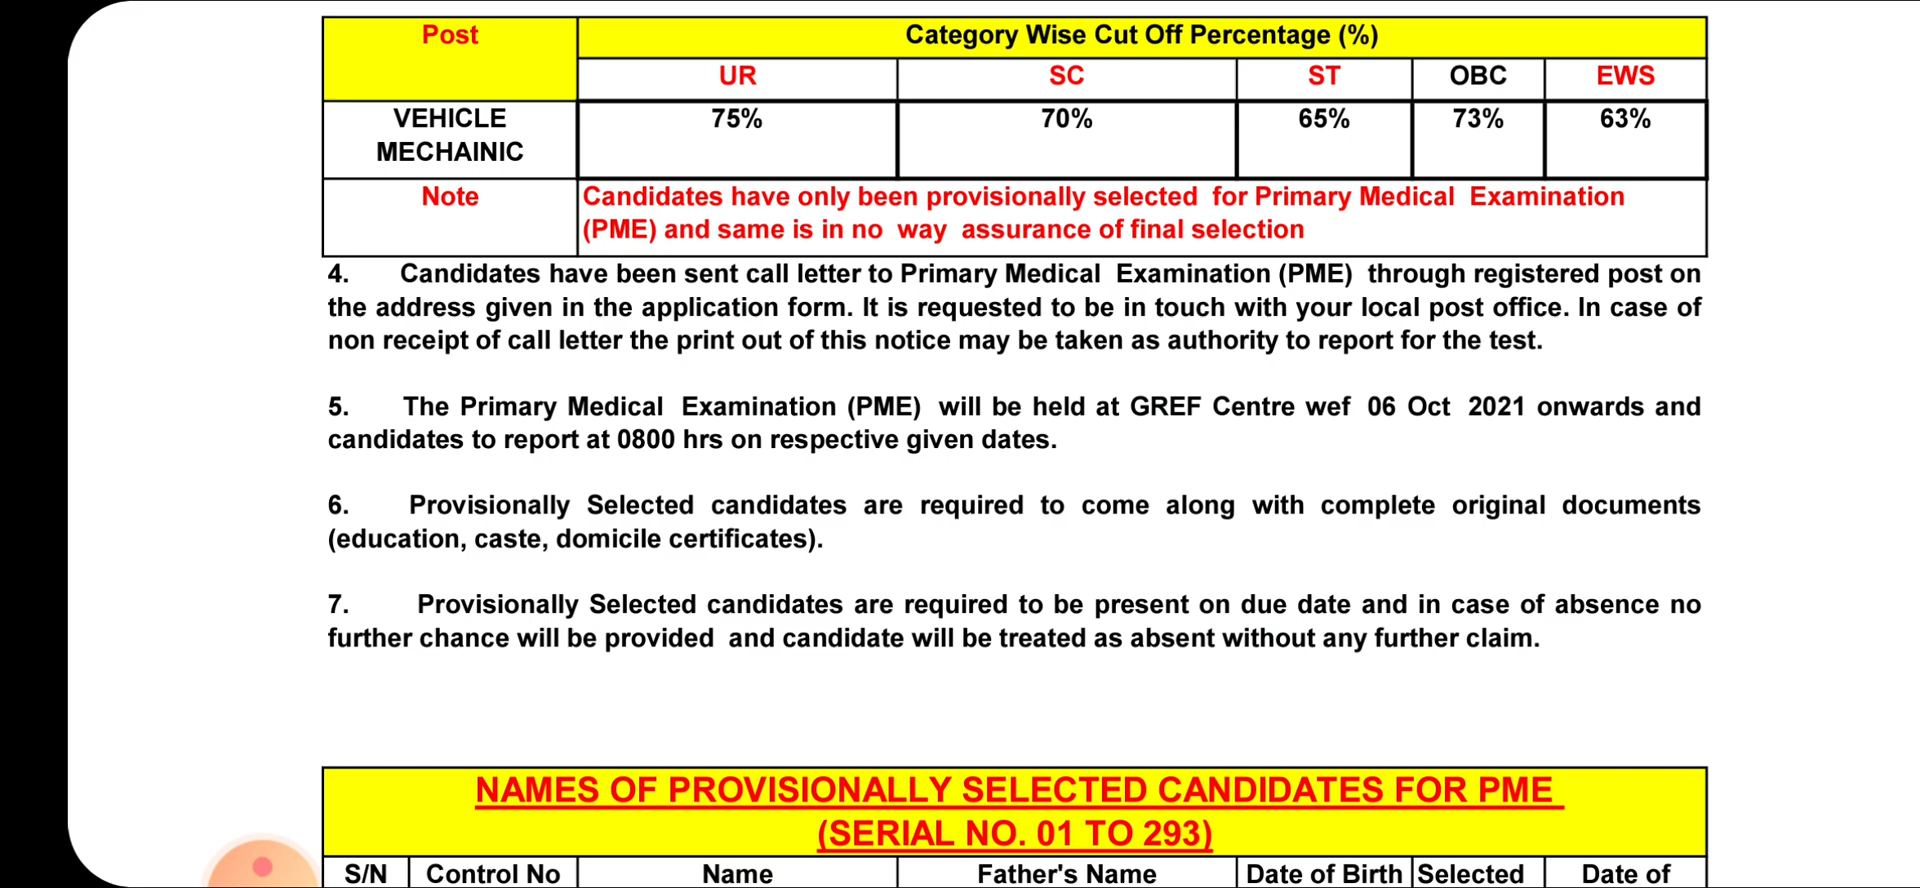 Post Category Wise Cut Off Percentage (%)
UR SC ST OBC EWS
VEHICLE 75% 70% 65% 73% 63%
MECHAINIC
Note Candidates have only been provisionally selected for Primary Medical Examination
(PME) and same is in no way assurance of final selection
4. Candidates have been sent call letter to Primary Medical Examination (PME) through registered post on
the address given in the application form. It is requested to be in touch with your local post office. In case of
non receipt of call letter the print out of this notice may be taken as authority to report for the test.
5. The Primary Medical Examination (PME) will be held at GREF Centre wef 06 Oct 2021 onwards and
candidates to report at 0800 hrs on respective given dates.
6. Provisionally Selected candidates are required to come along with complete original documents
(education, caste, domicile certificates).
7. Provisionally Selected candidates are required to be present on due date and in case of absence no
further chance will be provided and candidate will be treated as absent without any further claim.
NAMES OF PROVISIONALLY SELECTED CANDIDATES FOR PME
(SERIAL NO. 01 TO 293)
S/N Control No Name Father's Name Date of Birth Selected Date of